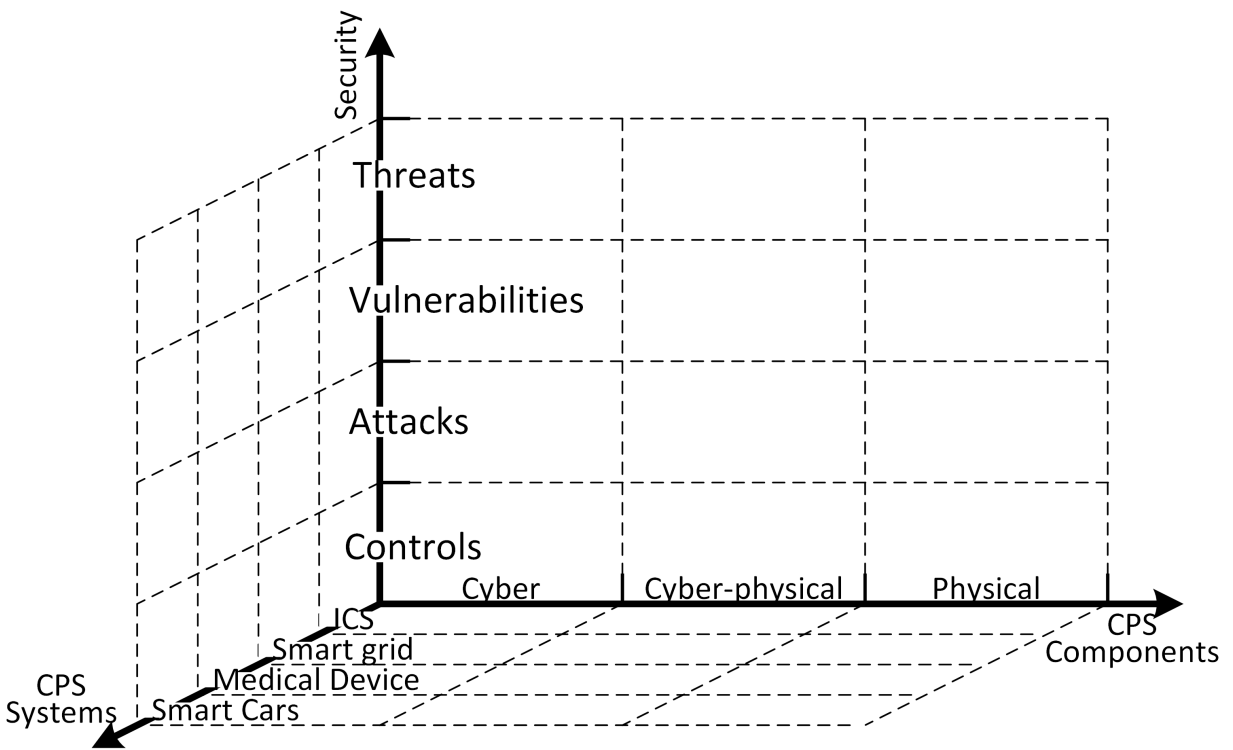 Security
Threats
Vulnerabilities
Attacks
Controls
Cyber
Cyber-physical
Physical
CPS
Components
ICS
Smart grid
Medical Device
Smart Cars
CPS
Systems